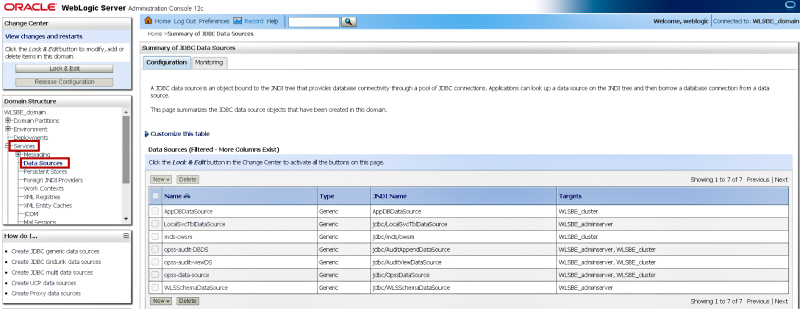 ORACLE WebLogic Server Administration Console 12c
Change Center
View changes and restarts
Click the Lock & Edit button to modify, add or
delete items in this domain.
Lock & Edit
Release Configuration
Domain Structure
WLSBE_domain
Domain Partitions
Environment
Deployments
Services
Messaging
Data Sources
Persistent Stores
Foreign JNDI Providers
Work Contexts
XML Registries
XML Entity Caches
jCOM
Mail Sessions
How do I...
Create JDBC generic data sources
Create JDBC GridLink data sources
Create JDBC multi data sources
Create UCP data sources
Create Proxy data sources
Home Log Out Preferences Record Help
Welcome, weblogic Connected to: WLSBE_domain
Home >Summary of JDBC Data Sources
Summary of JDBC Data Sources
Configuration Monitoring
A JDBC data source is an object bound to the JNDI tree that provides database connectivity through a pool of JDBC connections. Applications can look up a data source on the JNDI tree and then borrow a database connection from a data
source.
This page summarizes the JDBC data source objects that have been created in this domain.
Customize this table
Data Sources (Filtered - More Columns Exist)
Click the Lock & Edit button in the Change Center to activate all the buttons on this page.
New Delete Showing 1 to 7 of 7 Previous | Next
Name Type JNDI Name Targets
AppDBDataSource Generic AppDBDataSource WLSBE_cluster
LocalSvcTblDataSource Generic jdbc/LocalSvcTblDataSource WLSBE_adminserver
mds-owsm Generic jdbc/mds/owsm WLSBE_adminserver, WLSBE_cluster
opss-audit-DBDS Generic jdbc/AuditAppendDataSource WLSBE_adminserver, WLSBE_cluster
opss-audit-viewDS Generic jdbc/AuditViewDataSource WLSBE_adminserver, WLSBE_cluster
opss-data-source Generic jdbc/OpssDataSource WLSBE_adminserver, WLSBE_cluster
WLSSchemaDataSource Generic jdbc/WLSSchemaDataSource WLSBE_adminserver
New Delete Showing 1 to 7 of 7 Previous | Next